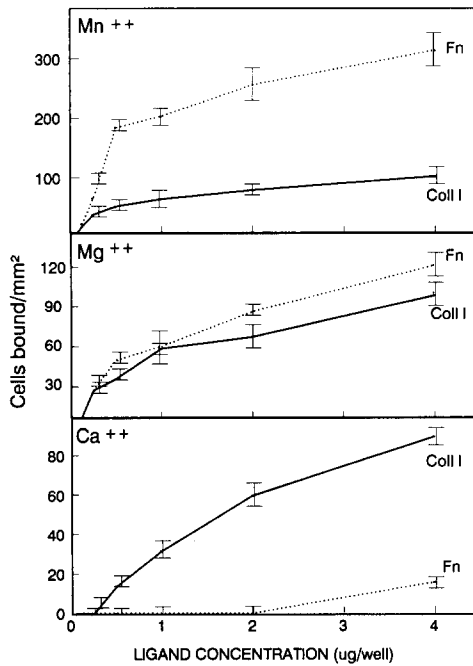 Mn ++
300
200
100
Fn
Coll I
Mg ++
120
90
60
30
Fn
Coll I
Cells bound/mm²
Ca ++
80
60
40
20
0
Coll I
Fn
0 1 2 3 4
LIGAND CONCENTRATION (ug/well)